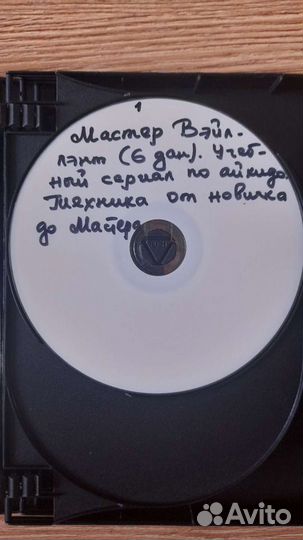 1
Мастер Вэйл-
лэнт (6 дан). Учеб-
ный сериал по айкидо.
Техника от новичка
до Мастера
Avito